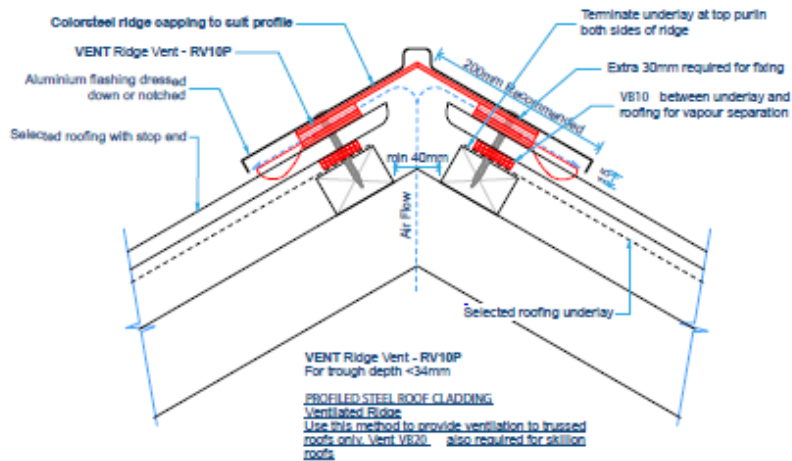 Colorsteel ridge capping to suit profile
VENT Ridge Vent - RV10P
Aluminium flashing dressed
down or notched
Selected roofing with stop end
Terminate underlay at top purlin
both sides of ridge
200mm Recommended
Extra 30mm required for fixing
VB10 between underlay and
roofing for vapour separation
min 40mm
Air Flow
Selected roofing underlay
VENT Ridge Vent - RV10P
For trough depth <34mm
PROFILED STEEL ROOF CLADDING
Ventilated Ridge
Use this method to provide ventilation to trussed
roofs only. Vent VB20 also required for skillion
roofs